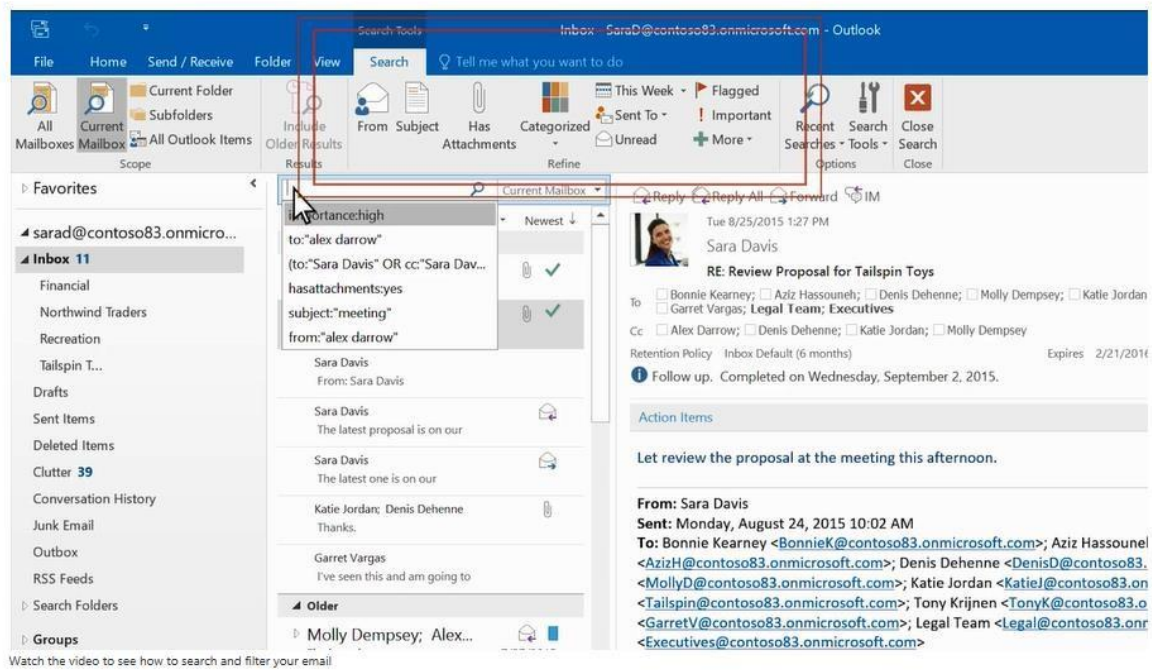 Search Tools
Inbox - SaraD@contoso83.onmicrosoft.com - Outlook
File Home Send / Receive Folder View Search Tell me what you want to do
All Mailboxes
Current Mailbox
Current Folder
Subfolders
All Outlook Items
Scope
Include Older Results
Results
From
Subject
Has Attachments
Categorized
This Week
Sent To
Unread
Flagged
! Important
More
Refine
Recent Searches
Search Tools
Options
Close Search
Close
Favorites
sarad@contoso83.onmicro...
Inbox 11
Financial
Northwind Traders
Recreation
Tailspin T...
Drafts
Sent Items
Deleted Items
Clutter 39
Conversation History
Junk Email
Outbox
RSS Feeds
Search Folders
Groups
Current Mailbox
Newest ↓
to:"alex darrow"
(to:"Sara Davis" OR cc:"Sara Dav...
hasattachments:yes
subject:"meeting"
from:"alex darrow"
Sara Davis
From: Sara Davis
Sara Davis
The latest proposal is on our
Sara Davis
The latest one is on our
Katie Jordan; Denis Dehenne
Thanks.
Garret Vargas
I've seen this and am going to
Older
Molly Dempsey; Alex...
Reply Reply All Forward IM
Tue 8/25/2015 1:27 PM
Sara Davis
RE: Review Proposal for Tailspin Toys
To Bonnie Kearney; Aziz Hassouneh; Denis Dehenne; Molly Dempsey; Katie Jordan
Garret Vargas; Legal Team; Executives
Cc Alex Darrow; Denis Dehenne; Katie Jordan; Molly Dempsey
Retention Policy Inbox Default (6 months) Expires 2/21/2016
Follow up. Completed on Wednesday, September 2, 2015.
Action Items
Let review the proposal at the meeting this afternoon.
From: Sara Davis
Sent: Monday, August 24, 2015 10:02 AM
To: Bonnie Kearney <BonnieK@contoso83.onmicrosoft.com>; Aziz Hassouneh
<AzizH@contoso83.onmicrosoft.com>; Denis Dehenne <DenisD@contoso83.
<MollyD@contoso83.onmicrosoft.com>; Katie Jordan <KatieJ@contoso83.on
<Tailspin@contoso83.onmicrosoft.com>; Tony Krijnen <TonyK@contoso83.o
<GarretV@contoso83.onmicrosoft.com>; Legal Team <Legal@contoso83.onm
<Executives@contoso83.onmicrosoft.com>
Watch the video to see how to search and filter your email